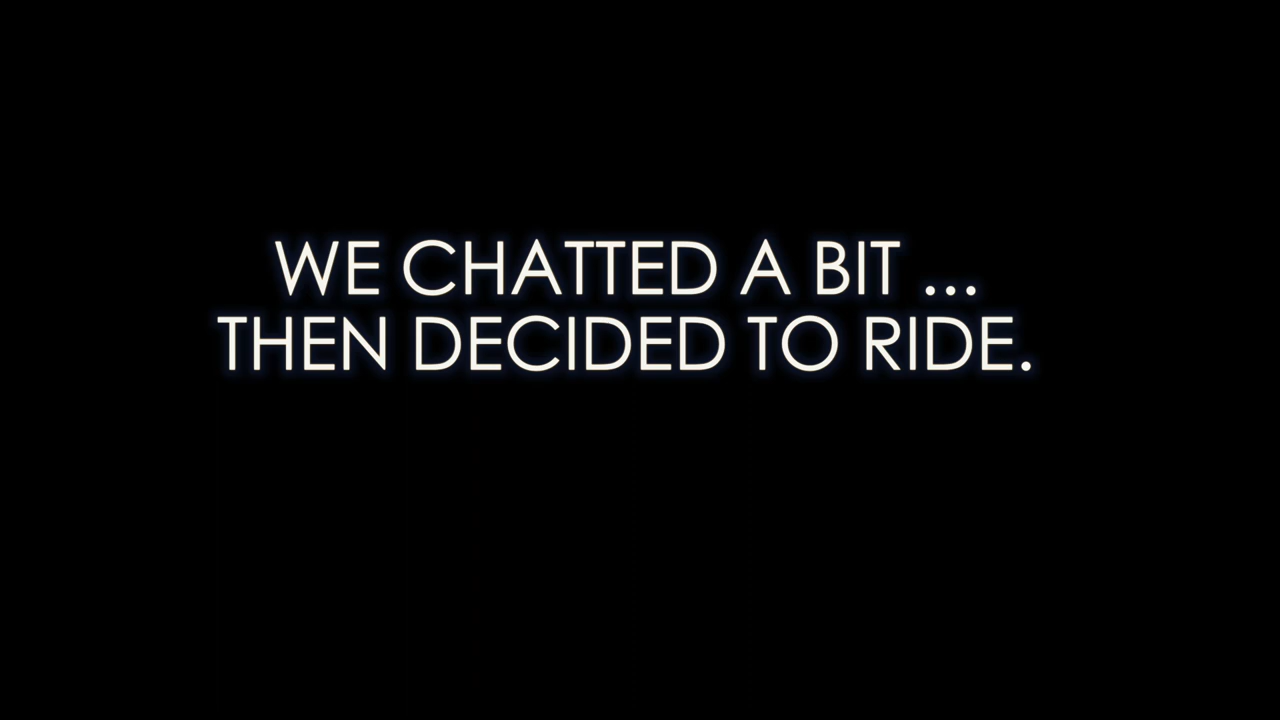 WE CHATTED A BIT ...
THEN DECIDED TO RIDE.